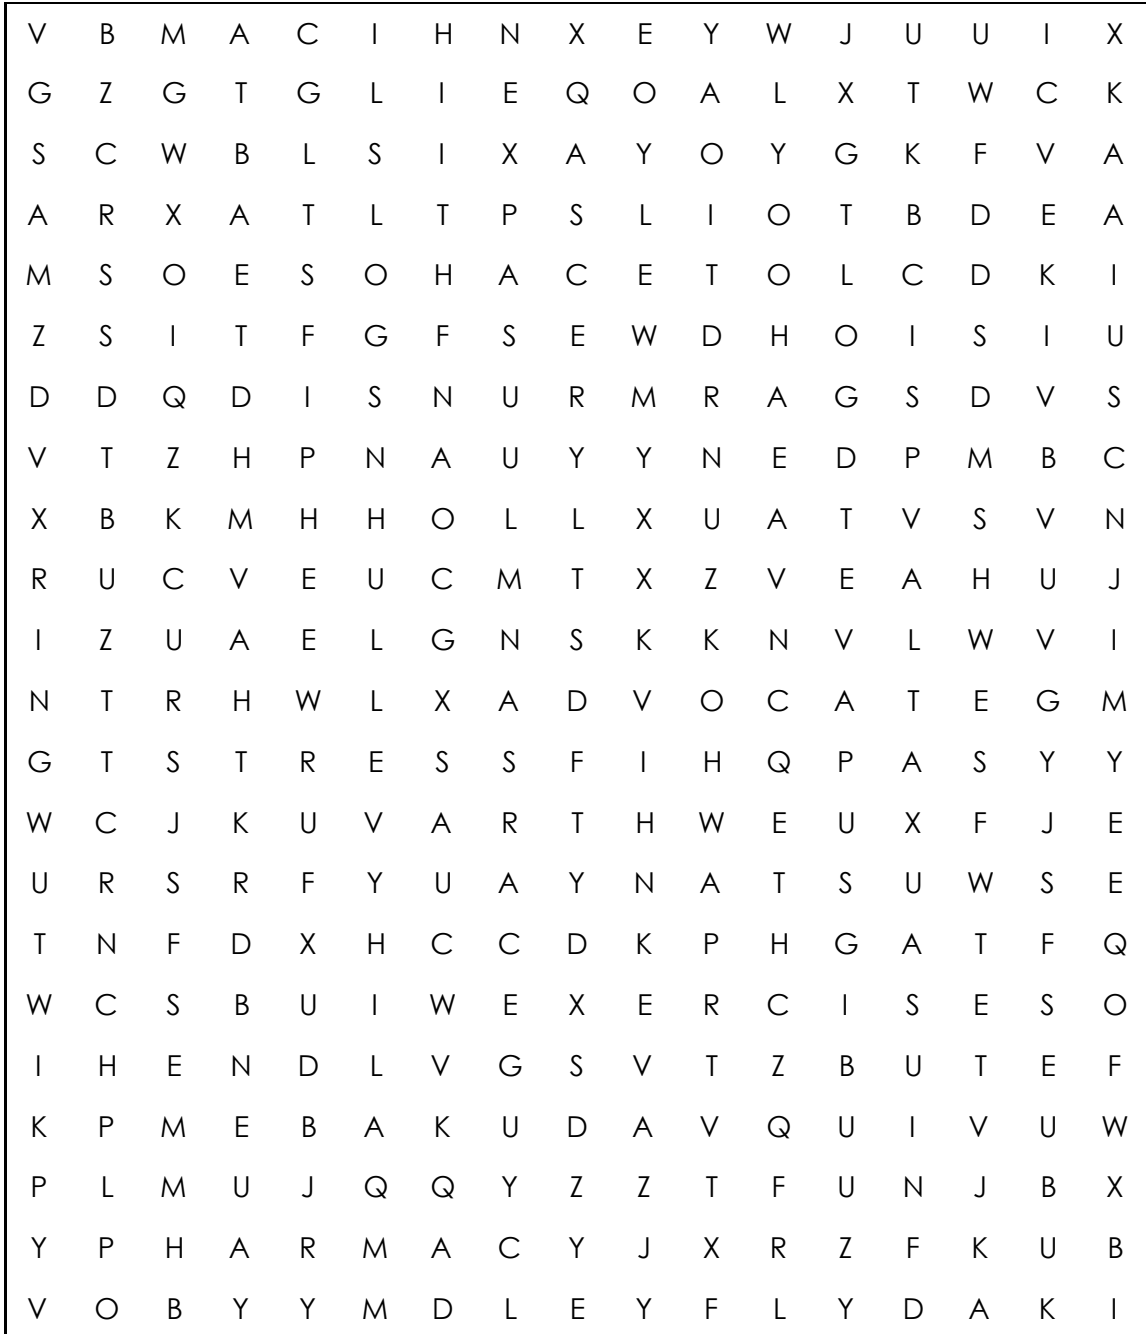 V B M A C I H N X E Y W J U U I X
G Z G T G L I E Q O A L X T W C K
S C W B L S I X A Y O Y G K F V A
A R X A T L T P S L I O T B D E A
M S O E S O H A C E T O L C D K I
Z S I T F G F S E W D H O I S I U
D D Q D I S N U R M R A G S D V S
V T Z H P N A U Y Y N E D P M B C
X B K M H H O L L X U A T V S V N
R U C V E U C M T X Z V E A H U J
I Z U A E L G N S K K N V L W V I
N T R H W L X A D V O C A T E G M
G T S T R E S S F I H Q P A S Y Y
W C J K U V A R T H W E U X F J E
U R S R F Y U A Y N A T S U W S E
T N F D X H C C D K P H G A T F Q
W C S B U I W E X E R C I S E S O
I H E N D L V G S V T Z B U T E F
K P M E B A K U D A V Q U I V U W
P L M U J Q Q Y Z Z T F U N J B X
Y P H A R M A C Y J X R Z F K U B
V O B Y Y M D L E Y F L Y D A K I